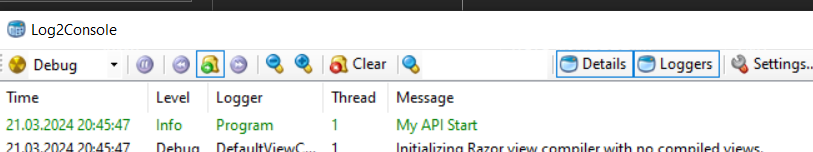 Log2Console
Debug Clear Details Loggers Settings...
Time Level Logger Thread Message
21.03.2024 20:45:47 Info Program 1 My API Start
21.03.2024 20:45:47 Debug DefaultViewC... 1 Initializing Razor view compiler with no compiled views.